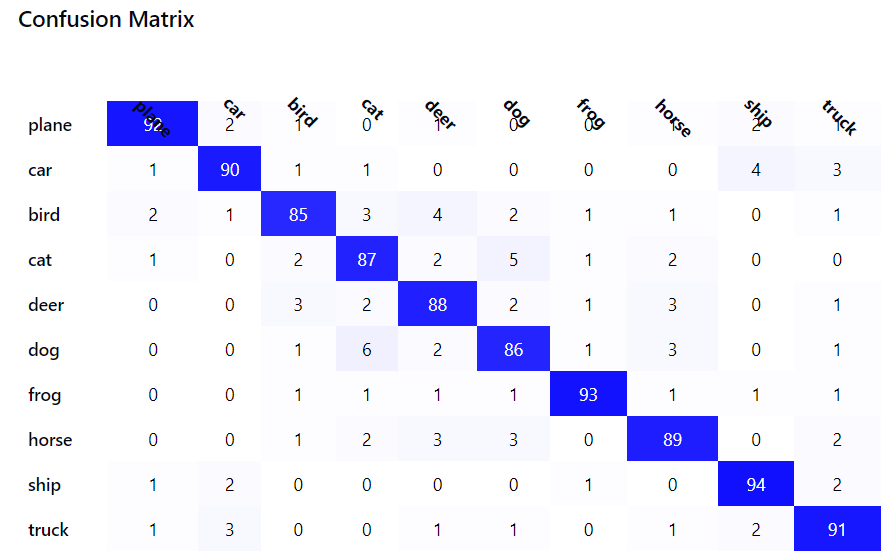 Confusion Matrix
plane car bird cat deer dog frog horse ship truck
plane 92 2 1 0 1 0 0 1 2 1
car 1 90 1 1 0 0 0 0 4 3
bird 2 1 85 3 4 2 1 1 0 1
cat 1 0 2 87 2 5 1 2 0 0
deer 0 0 3 2 88 2 1 3 0 1
dog 0 0 1 6 2 86 1 3 0 1
frog 0 0 1 1 1 1 93 1 1 1
horse 0 0 1 2 3 3 0 89 0 2
ship 1 2 0 0 0 0 1 0 94 2
truck 1 3 0 0 1 1 0 1 2 91